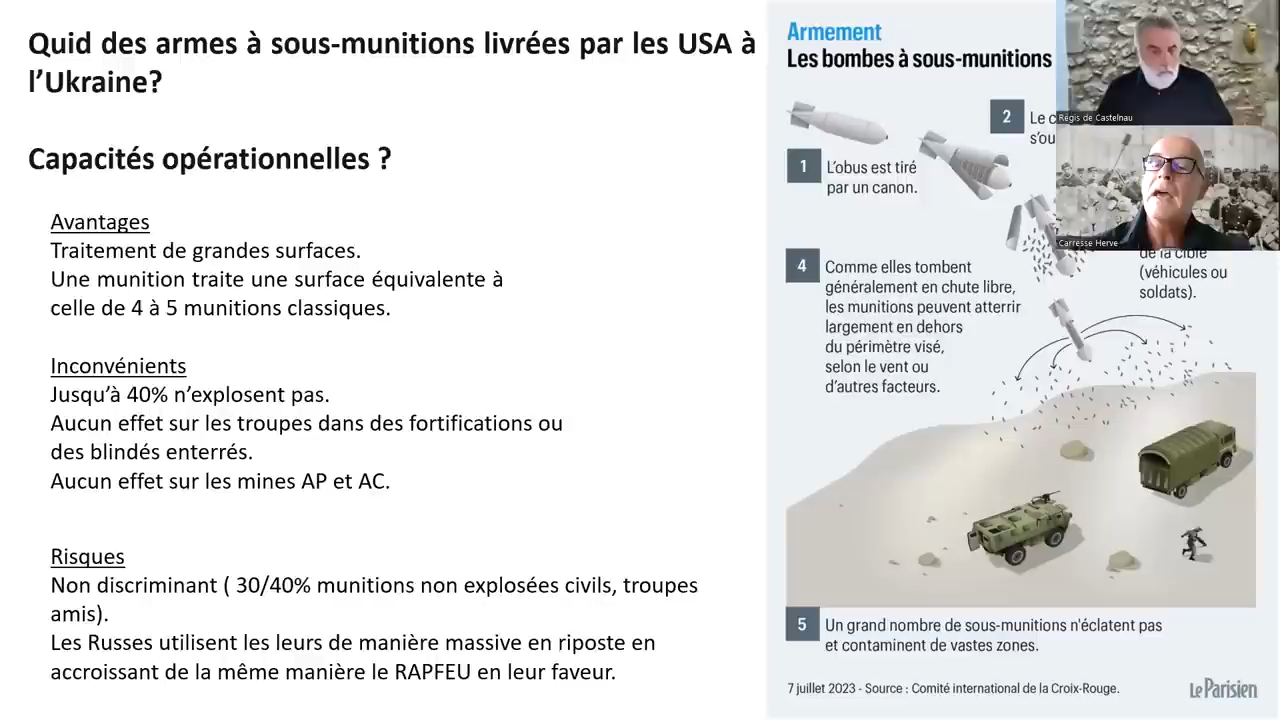 Quid des armes à sous-munitions livrées par les USA à
l’Ukraine?
Capacités opérationnelles ?
Avantages
Traitement de grandes surfaces.
Une munition traite une surface équivalente à
celle de 4 à 5 munitions classiques.
Inconvénients
Jusqu’à 40% n’explosent pas.
Aucun effet sur les troupes dans des fortifications ou
des blindés enterrés.
Aucun effet sur les mines AP et AC.
Risques
Non discriminant ( 30/40% munitions non explosées civils, troupes
amis).
Les Russes utilisent les leurs de manière massive en riposte en
accroissant de la même manière le RAPFEU en leur faveur.
Armement
Les bombes à sous-munitions
1
L'obus est tiré
par un canon.
2
Le c
s'ou
Régis de Castelnau
Carresse Herve
de la cible
(véhicules ou
soldats).
4
Comme elles tombent
généralement en chute libre,
les munitions peuvent atterrir
largement en dehors
du périmètre visé,
selon le vent ou
d'autres facteurs.
5
Un grand nombre de sous-munitions n'éclatent pas
et contaminent de vastes zones.
7 juillet 2023 - Source : Comité international de la Croix-Rouge.
Le Parisien